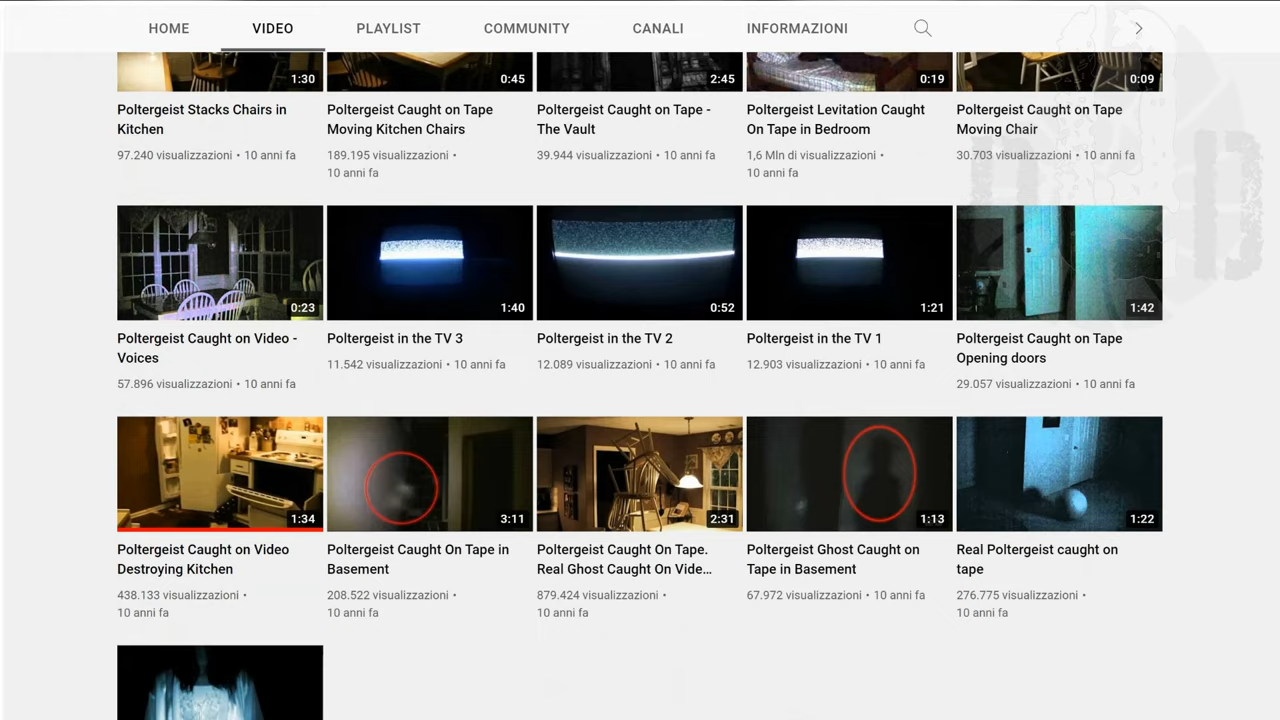 HOME VIDEO PLAYLIST COMMUNITY CANALI INFORMAZIONI
1:30 0:45 2:45 0:19 0:09
Poltergeist Stacks Chairs in
Kitchen
97.240 visualizzazioni • 10 anni fa
Poltergeist Caught on Tape
Moving Kitchen Chairs
189.195 visualizzazioni •
10 anni fa
Poltergeist Caught on Tape -
The Vault
39.944 visualizzazioni • 10 anni fa
Poltergeist Levitation Caught
On Tape in Bedroom
1,6 Mln di visualizzazioni •
10 anni fa
Poltergeist Caught on Tape
Moving Chair
30.703 visualizzazioni • 10 anni fa
0:23 1:40 0:52 1:21 1:42
Poltergeist Caught on Video -
Voices
57.896 visualizzazioni • 10 anni fa
Poltergeist in the TV 3
11.542 visualizzazioni • 10 anni fa
Poltergeist in the TV 2
12.089 visualizzazioni • 10 anni fa
Poltergeist in the TV 1
12.903 visualizzazioni • 10 anni fa
Poltergeist Caught on Tape
Opening doors
29.057 visualizzazioni • 10 anni fa
1:34 3:11 2:31 1:13 1:22
Poltergeist Caught on Video
Destroying Kitchen
438.133 visualizzazioni •
10 anni fa
Poltergeist Caught On Tape in
Basement
208.522 visualizzazioni •
10 anni fa
Poltergeist Caught On Tape.
Real Ghost Caught On Vide...
879.424 visualizzazioni •
10 anni fa
Poltergeist Ghost Caught on
Tape in Basement
67.972 visualizzazioni • 10 anni fa
Real Poltergeist caught on
tape
276.775 visualizzazioni •
10 anni fa